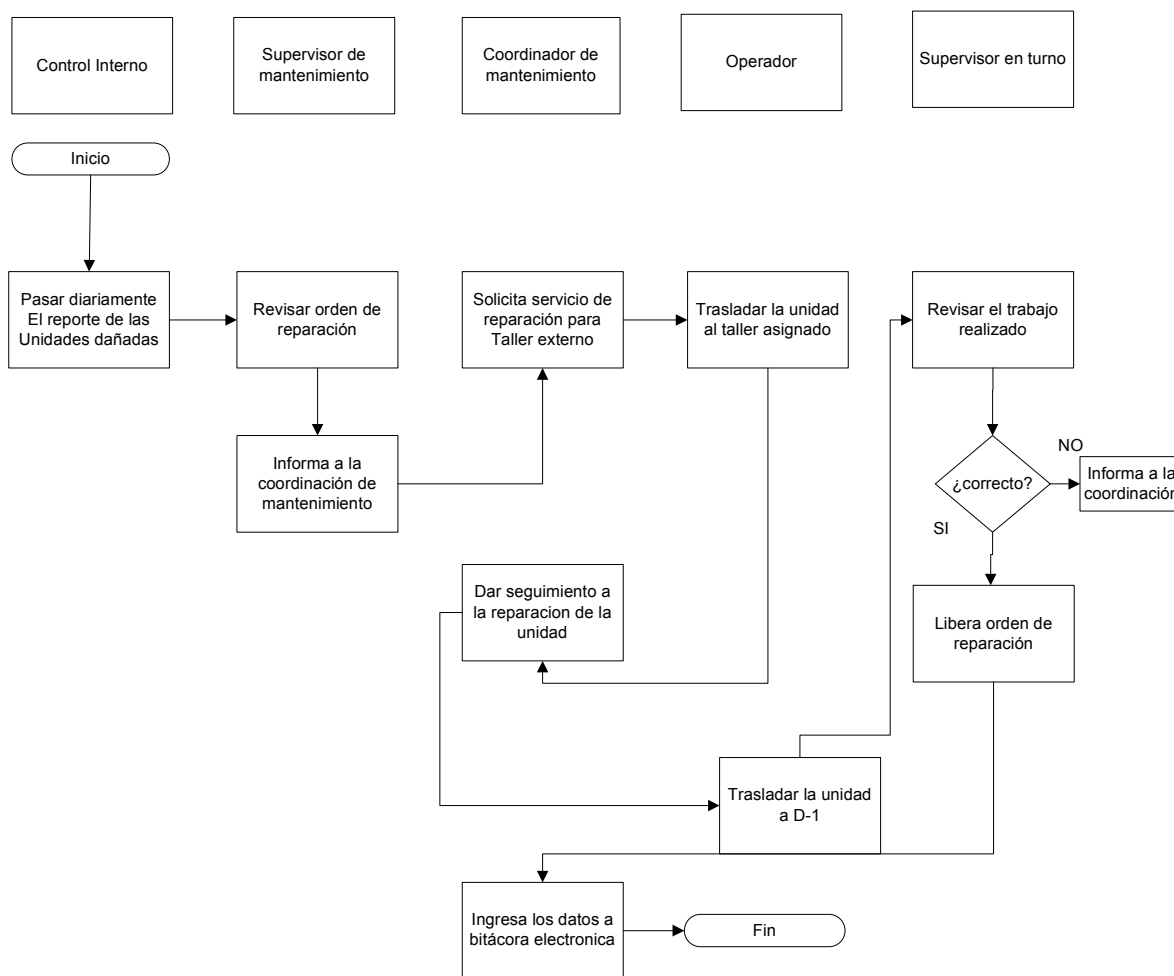 Control Interno
Supervisor de
mantenimiento
Coordinador de
mantenimiento
Operador
Supervisor en turno
Inicio
Pasar diariamente
El reporte de las
Unidades dañadas
Revisar orden de
reparación
Solicita servicio de
reparación para
Taller externo
Trasladar la unidad
al taller asignado
Revisar el trabajo
realizado
Informa a la
coordinación de
mantenimiento
¿correcto?
NO
Informa a la
coordinación
SI
Dar seguimiento a
la reparacion de la
unidad
Libera orden de
reparación
Trasladar la unidad
a D-1
Ingresa los datos a
bitácora electronica
Fin